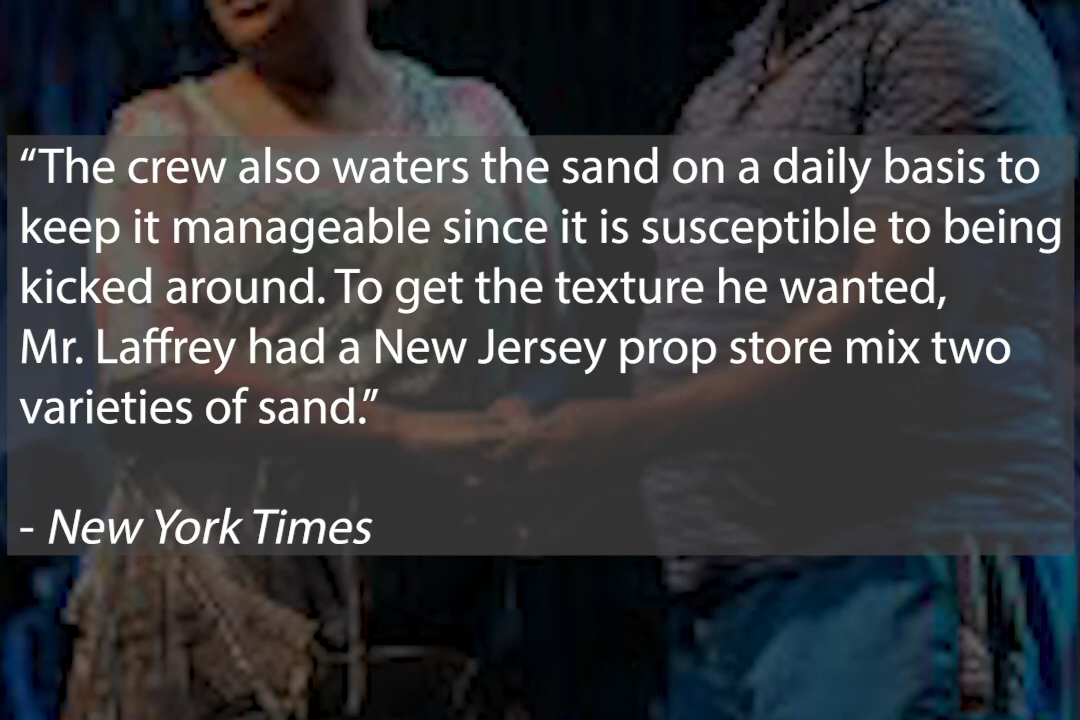 “The crew also waters the sand on a daily basis to
keep it manageable since it is susceptible to being
kicked around. To get the texture he wanted,
Mr. Laffrey had a New Jersey prop store mix two
varieties of sand.”
- New York Times